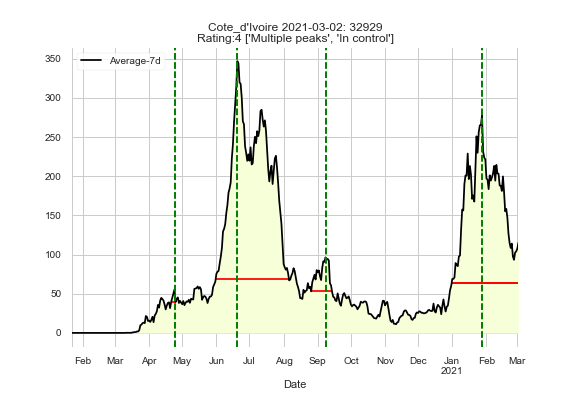 Cote_d'Ivoire 2021-03-02: 32929
Rating:4 ['Multiple peaks', 'In control']
Average-7d
350
300
250
200
150
100
50
0
Feb Mar Apr May Jun Jul Aug Sep Oct Nov Dec Jan Feb Mar
2021
Date